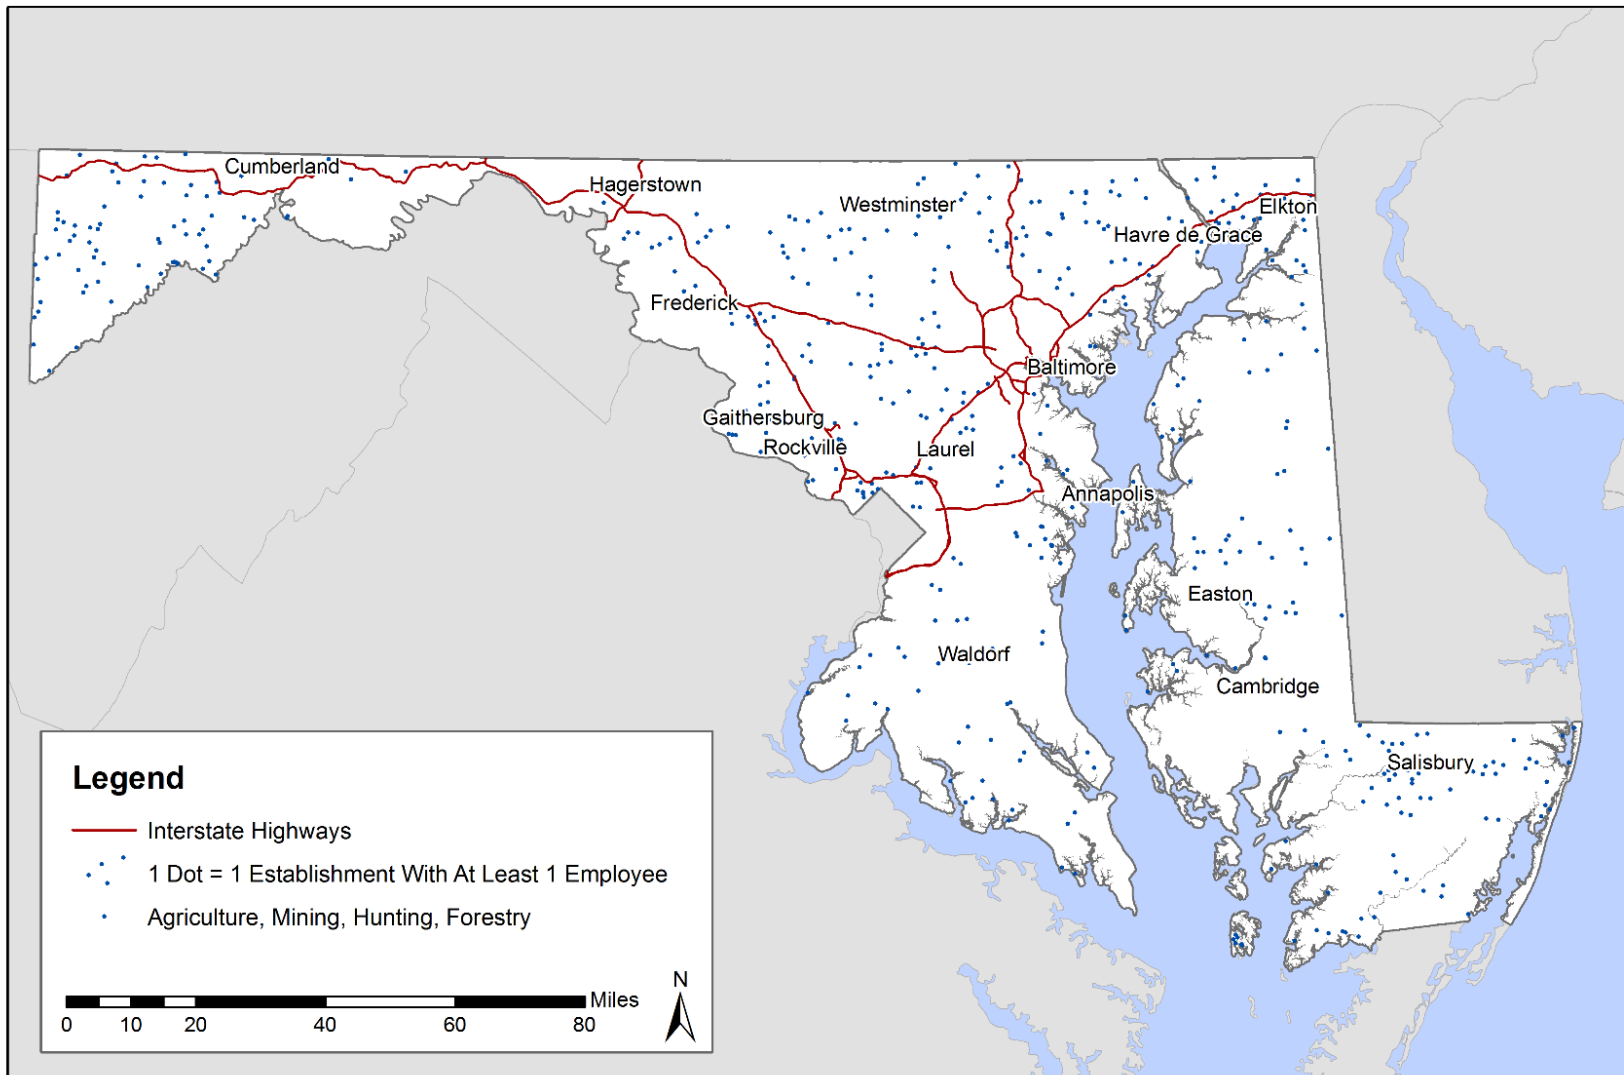 Cumberland
Hagerstown
Westminster
Elkton
Havre de Grace
Frederick
Baltimore
Gaithersburg
Rockville
Laurel
Annapolis
Easton
Waldorf
Cambridge
Salisbury
Legend
Interstate Highways
1 Dot = 1 Establishment With At Least 1 Employee
Agriculture, Mining, Hunting, Forestry
N
Miles
0 10 20 40 60 80